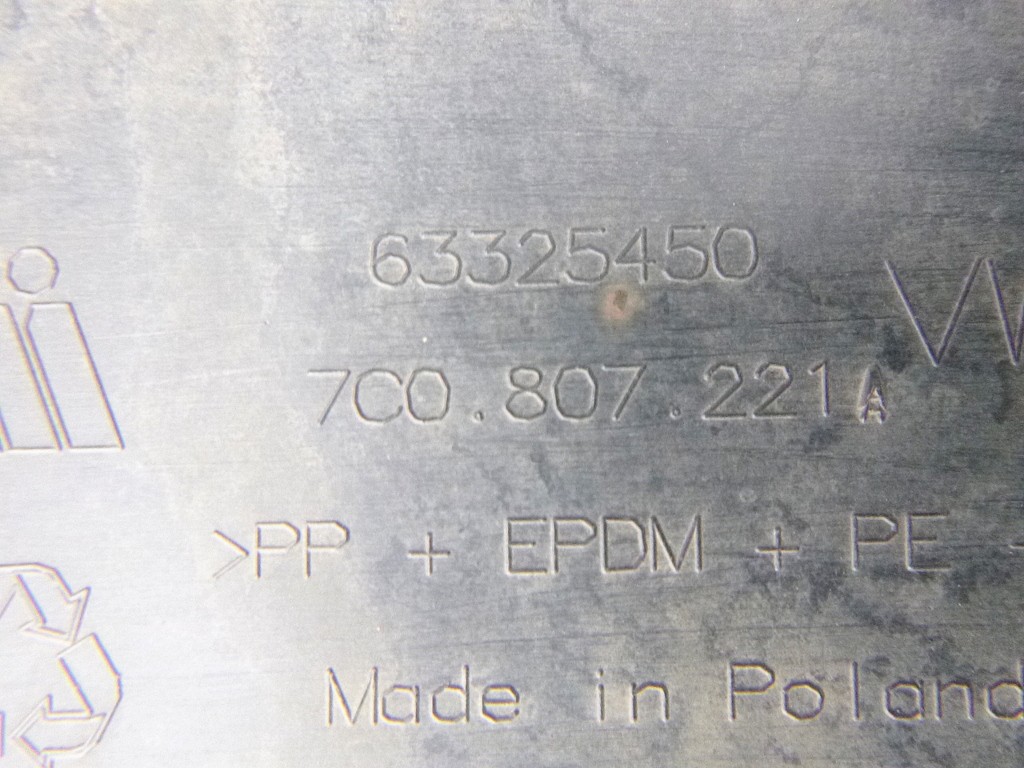 63325450
7C0.807.221A
>PP + EPDM + PE
Made in Poland